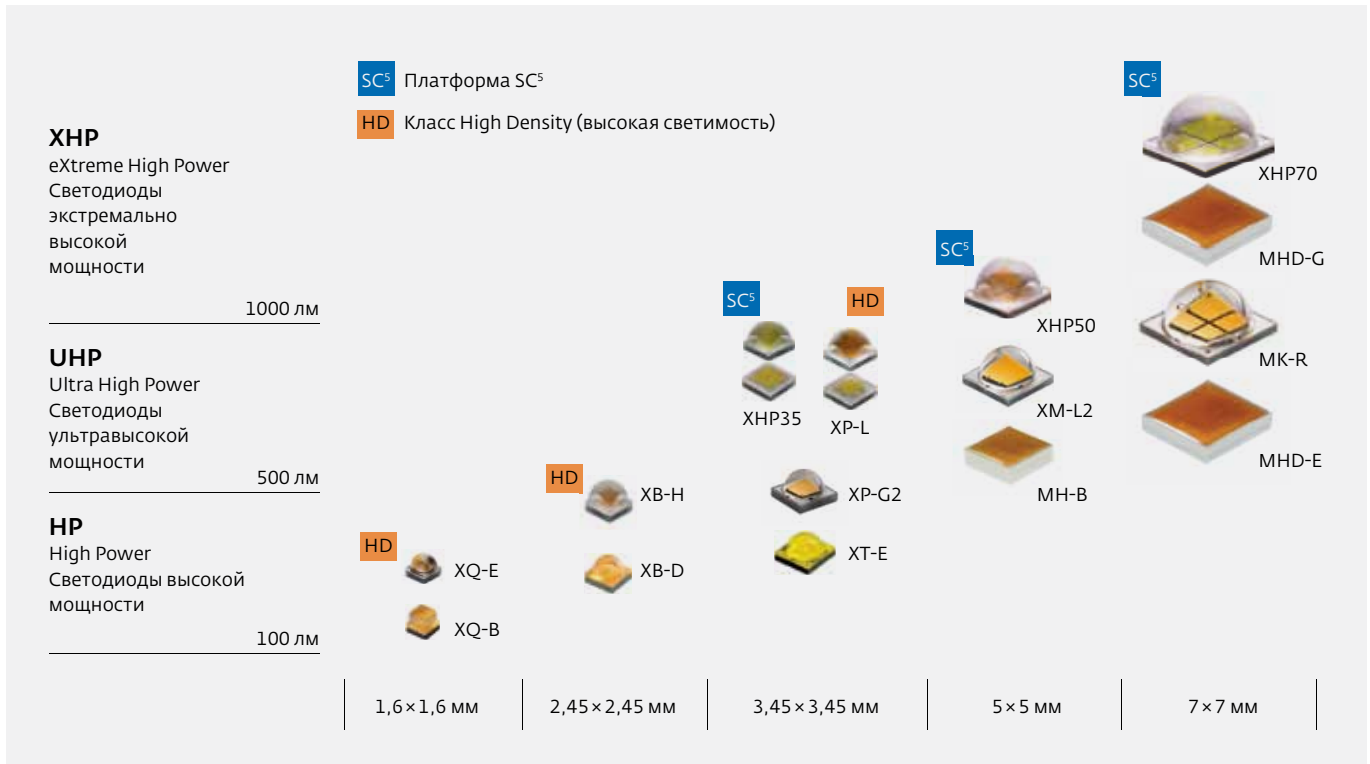 SC⁵ Платформа SC⁵
HD Класс High Density (высокая светимость)
XHP
eXtreme High Power
Светодиоды
экстремально
высокой
мощности
1000 лм
UHP
Ultra High Power
Светодиоды
ультравысокой
мощности
500 лм
HP
High Power
Светодиоды высокой
мощности
100 лм
HD
XQ-E
XQ-B
HD
XB-H
XB-D
SC⁵
HD
XHP35
XP-L
XP-G2
XT-E
SC⁵
XHP50
XM-L2
MH-B
SC⁵
XHP70
MHD-G
MK-R
MHD-E
1,6×1,6 мм
2,45×2,45 мм
3,45×3,45 мм
5×5 мм
7×7 мм